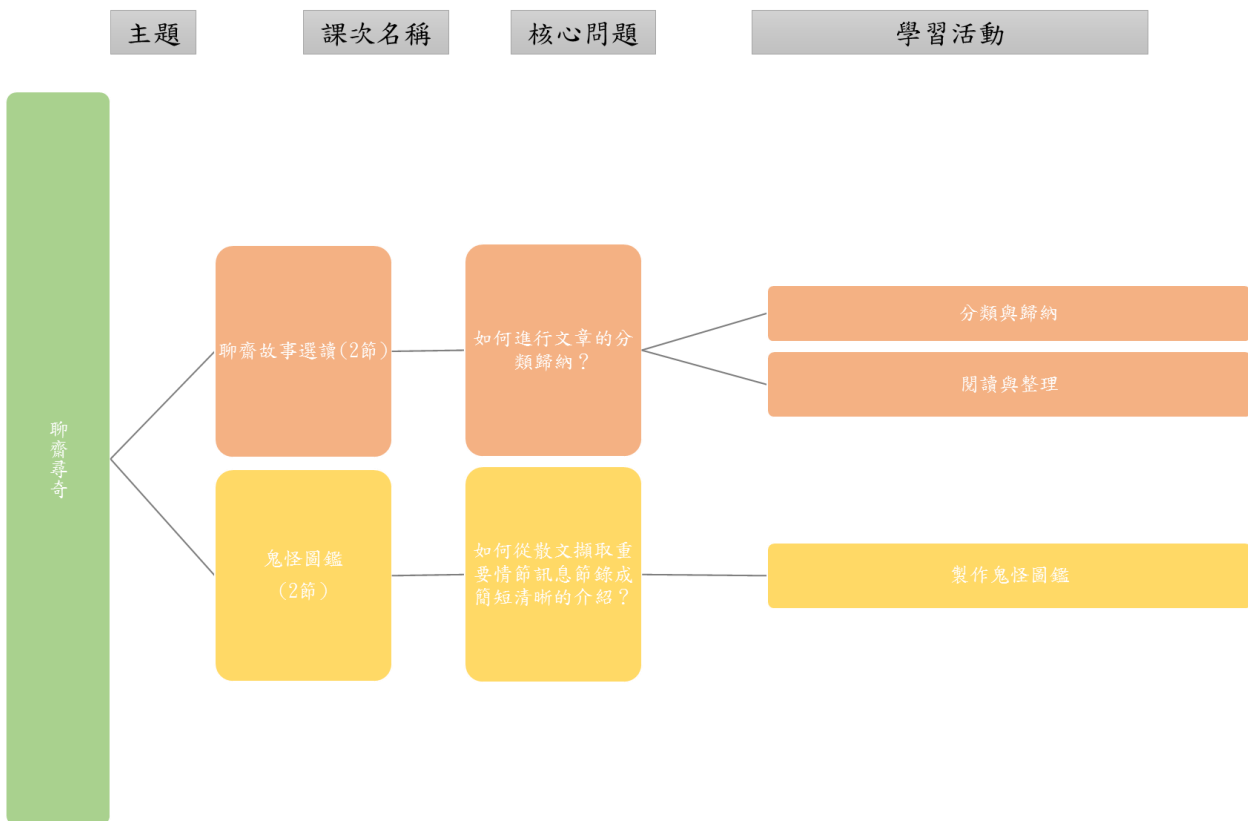 主題
課次名稱
核心問題
學習活動
聊齋尋奇
聊齋故事選讀(2節)
如何進行文章的分
類歸納？
分類與歸納
閱讀與整理
鬼怪圖鑑
(2節)
如何從散文擷取重
要情節訊息節錄成
簡短清晰的介紹？
製作鬼怪圖鑑